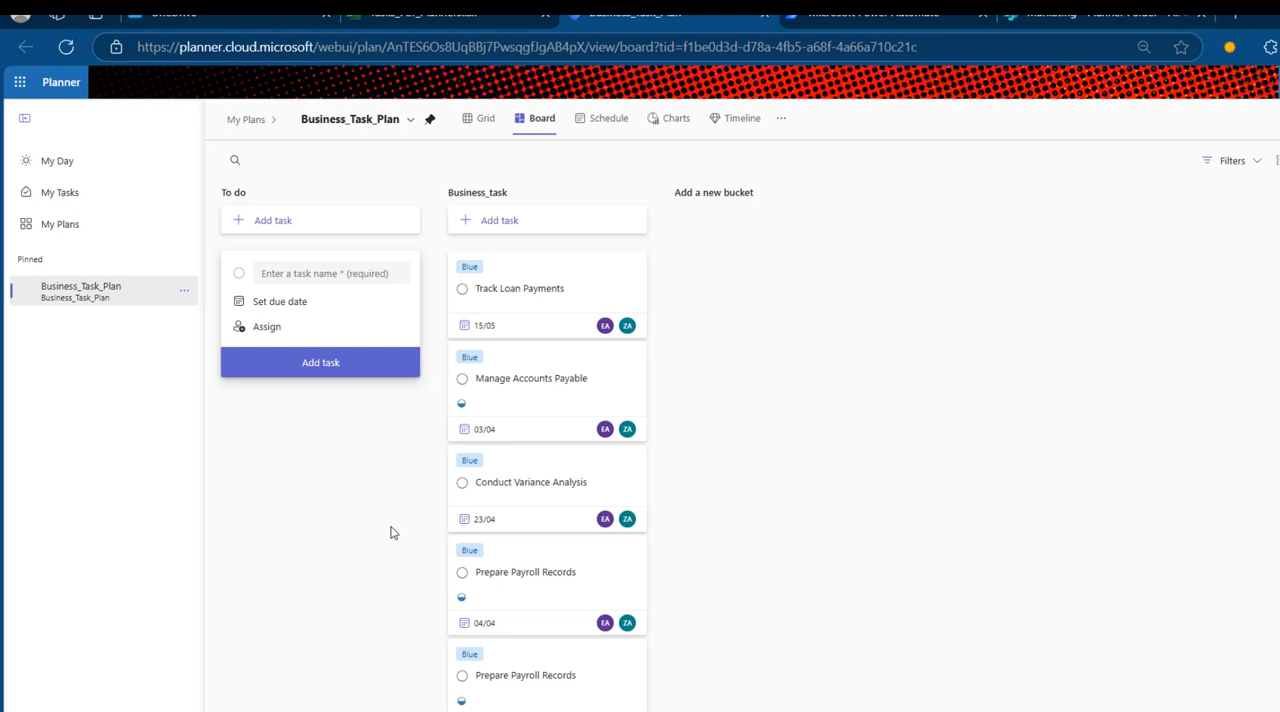 https://planner.cloud.microsoft/webui/plan/AnTES6Os8UqBBj7PwsqgfJgAB4pX/view/board?tid=f1be0d3d-d78a-4fb5-a68f-4a66a710c21c
Planner
My Plans
Business_Task_Plan
Grid
Board
Schedule
Charts
Timeline
My Day
My Tasks
My Plans
Pinned
Business_Task_Plan
Business_Task_Plan
Filters
To do
Add task
Enter a task name * (required)
Set due date
Assign
Add task
Business_task
Add task
Blue
Track Loan Payments
15/05
EA
ZA
Blue
Manage Accounts Payable
03/04
EA
ZA
Blue
Conduct Variance Analysis
23/04
EA
ZA
Blue
Prepare Payroll Records
04/04
EA
ZA
Blue
Prepare Payroll Records
Add a new bucket